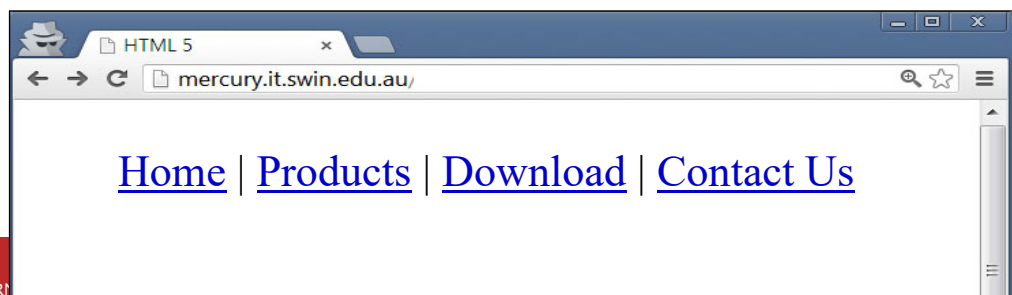 HTML 5
mercury.it.swin.edu.au/
Home | Products | Download | Contact Us